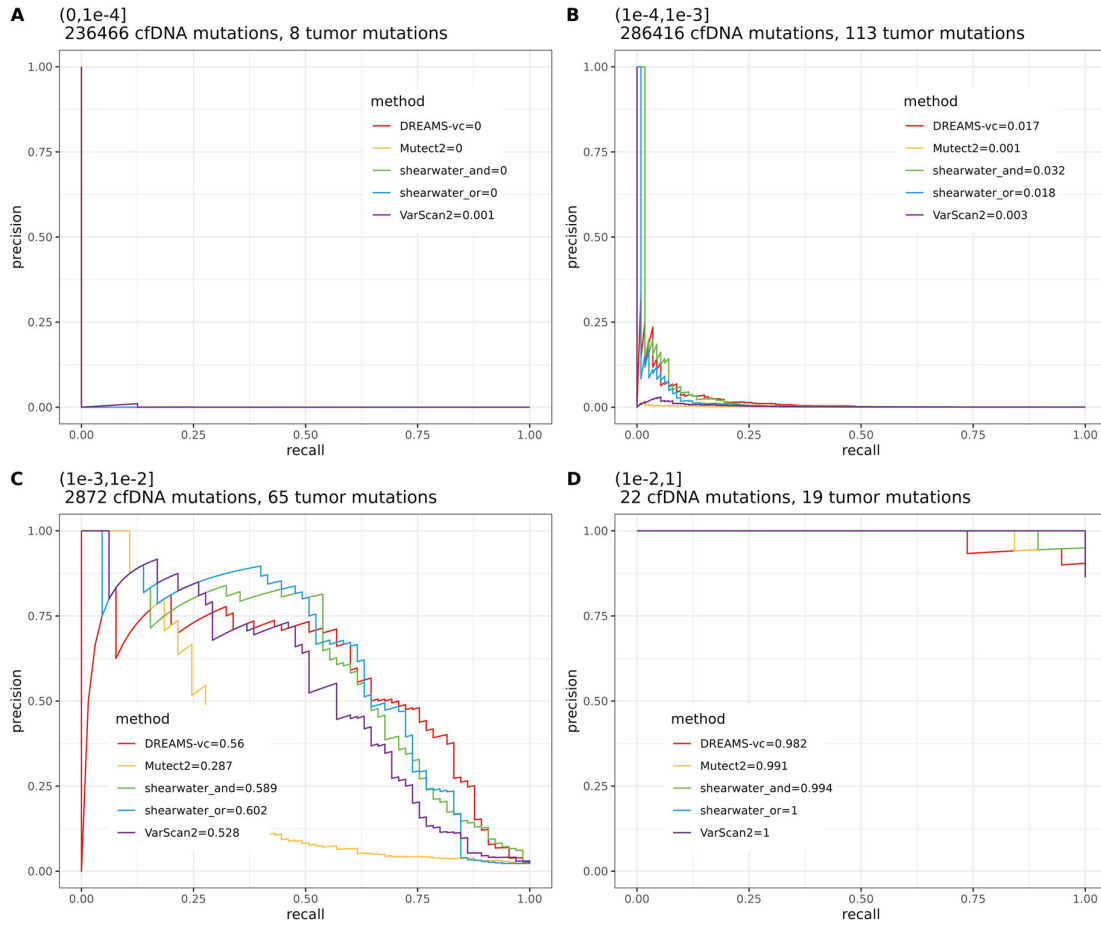 A
(0,1e-4]
236466 cfDNA mutations, 8 tumor mutations
1.00
0.75
0.50
0.25
0.00
precision
method
DREAMS-vc=0
Mutect2=0
shearwater_and=0
shearwater_or=0
VarScan2=0.001
0.00
0.25
0.50
0.75
1.00
recall
B
(1e-4,1e-3]
286416 cfDNA mutations, 113 tumor mutations
1.00
0.75
0.50
0.25
0.00
precision
method
DREAMS-vc=0.017
Mutect2=0.001
shearwater_and=0.032
shearwater_or=0.018
VarScan2=0.003
0.00
0.25
0.50
0.75
1.00
recall
C
(1e-3,1e-2]
2872 cfDNA mutations, 65 tumor mutations
1.00
0.75
0.50
0.25
0.00
precision
method
DREAMS-vc=0.56
Mutect2=0.287
shearwater_and=0.589
shearwater_or=0.602
VarScan2=0.528
0.00
0.25
0.50
0.75
1.00
recall
D
(1e-2,1]
22 cfDNA mutations, 19 tumor mutations
1.00
0.75
0.50
0.25
0.00
precision
method
DREAMS-vc=0.982
Mutect2=0.991
shearwater_and=0.994
shearwater_or=1
VarScan2=1
0.00
0.25
0.50
0.75
1.00
recall